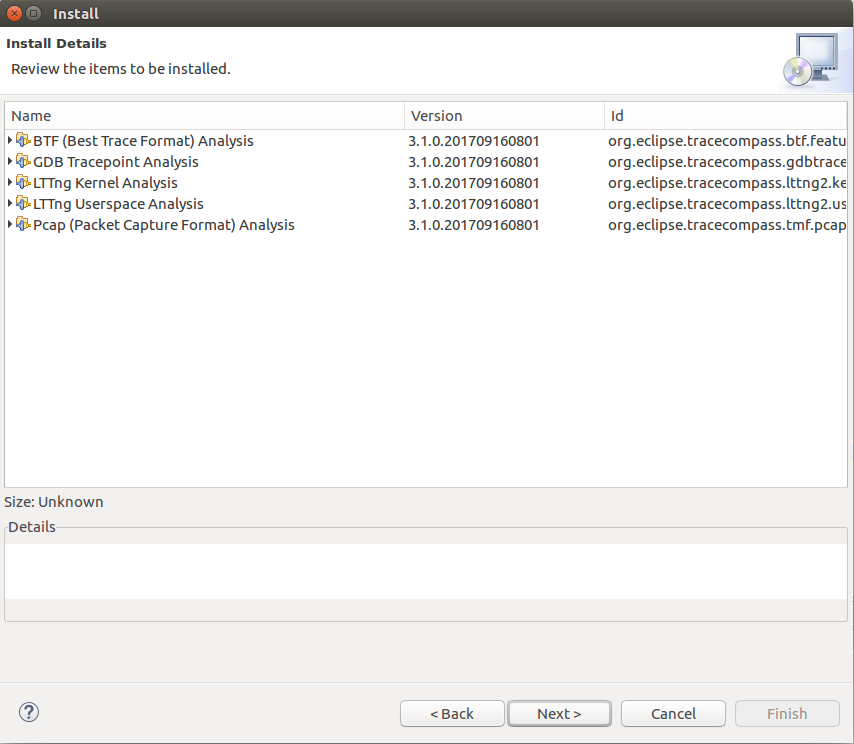 Install
Install Details
Review the items to be installed.
Name Version Id
BTF (Best Trace Format) Analysis 3.1.0.201709160801 org.eclipse.tracecompass.btf.featu
GDB Tracepoint Analysis 3.1.0.201709160801 org.eclipse.tracecompass.gdbtrace
LTTng Kernel Analysis 3.1.0.201709160801 org.eclipse.tracecompass.lttng2.ke
LTTng Userspace Analysis 3.1.0.201709160801 org.eclipse.tracecompass.lttng2.us
Pcap (Packet Capture Format) Analysis 3.1.0.201709160801 org.eclipse.tracecompass.tmf.pcap
Size: Unknown
Details
? < Back Next > Cancel Finish